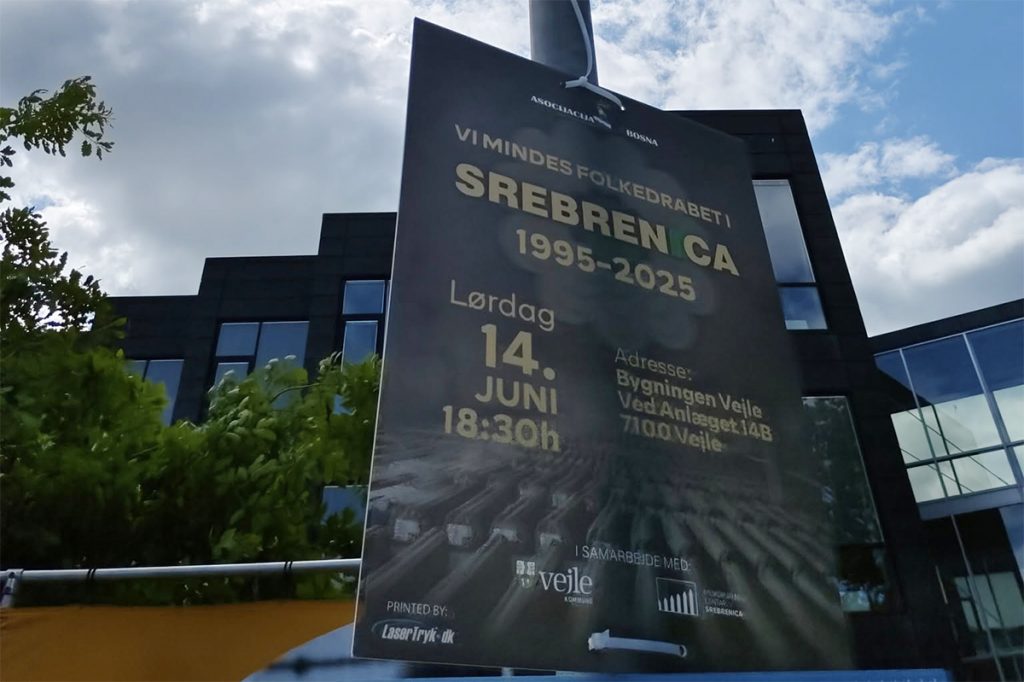 ASOCIJACIJA BOSNA
VI MINDES FOLKEDRABET I
SREBRENICA
1995-2025
Lørdag
14.
JUNI
18:30h
Adresse:
Bygningen Vejle
Ved Anlæget 14B
7100 Vejle
I SAMARBEJDE MED:
vejle
KOMMUNE
SREBRENICA
PRINTED BY:
LaserTryk.dk